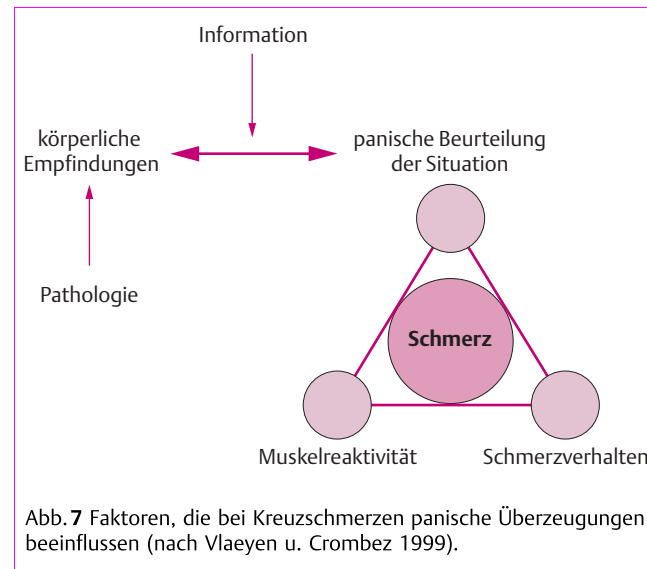 Information
körperliche
Empfindungen
panische Beurteilung
der Situation
Pathologie
Schmerz
Muskelreaktivität
Schmerzverhalten
Abb. 7 Faktoren, die bei Kreuzschmerzen panische Überzeugungen
beeinflussen (nach Vlaeyen u. Crombez 1999).